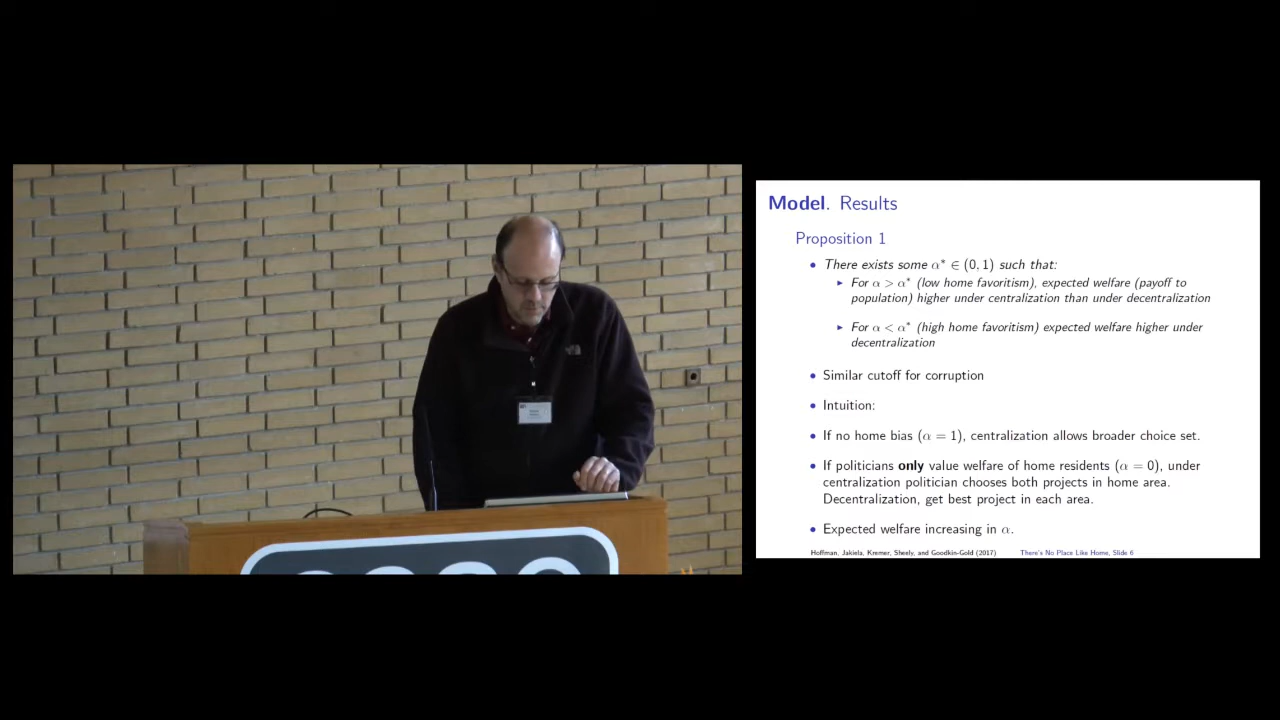 Model. Results
Proposition 1
• There exists some α* ∈ (0, 1) such that:
▸ For α > α* (low home favoritism), expected welfare (payoff to
population) higher under centralization than under decentralization
▸ For α < α* (high home favoritism) expected welfare higher under
decentralization
• Similar cutoff for corruption
• Intuition:
• If no home bias (α = 1), centralization allows broader choice set.
• If politicians only value welfare of home residents (α = 0), under
centralization politician chooses both projects in home area.
Decentralization, get best project in each area.
• Expected welfare increasing in α.
Hoffman, Jakiela, Kremer, Sheely, and Goodkin-Gold (2017) There's No Place Like Home, Slide 6